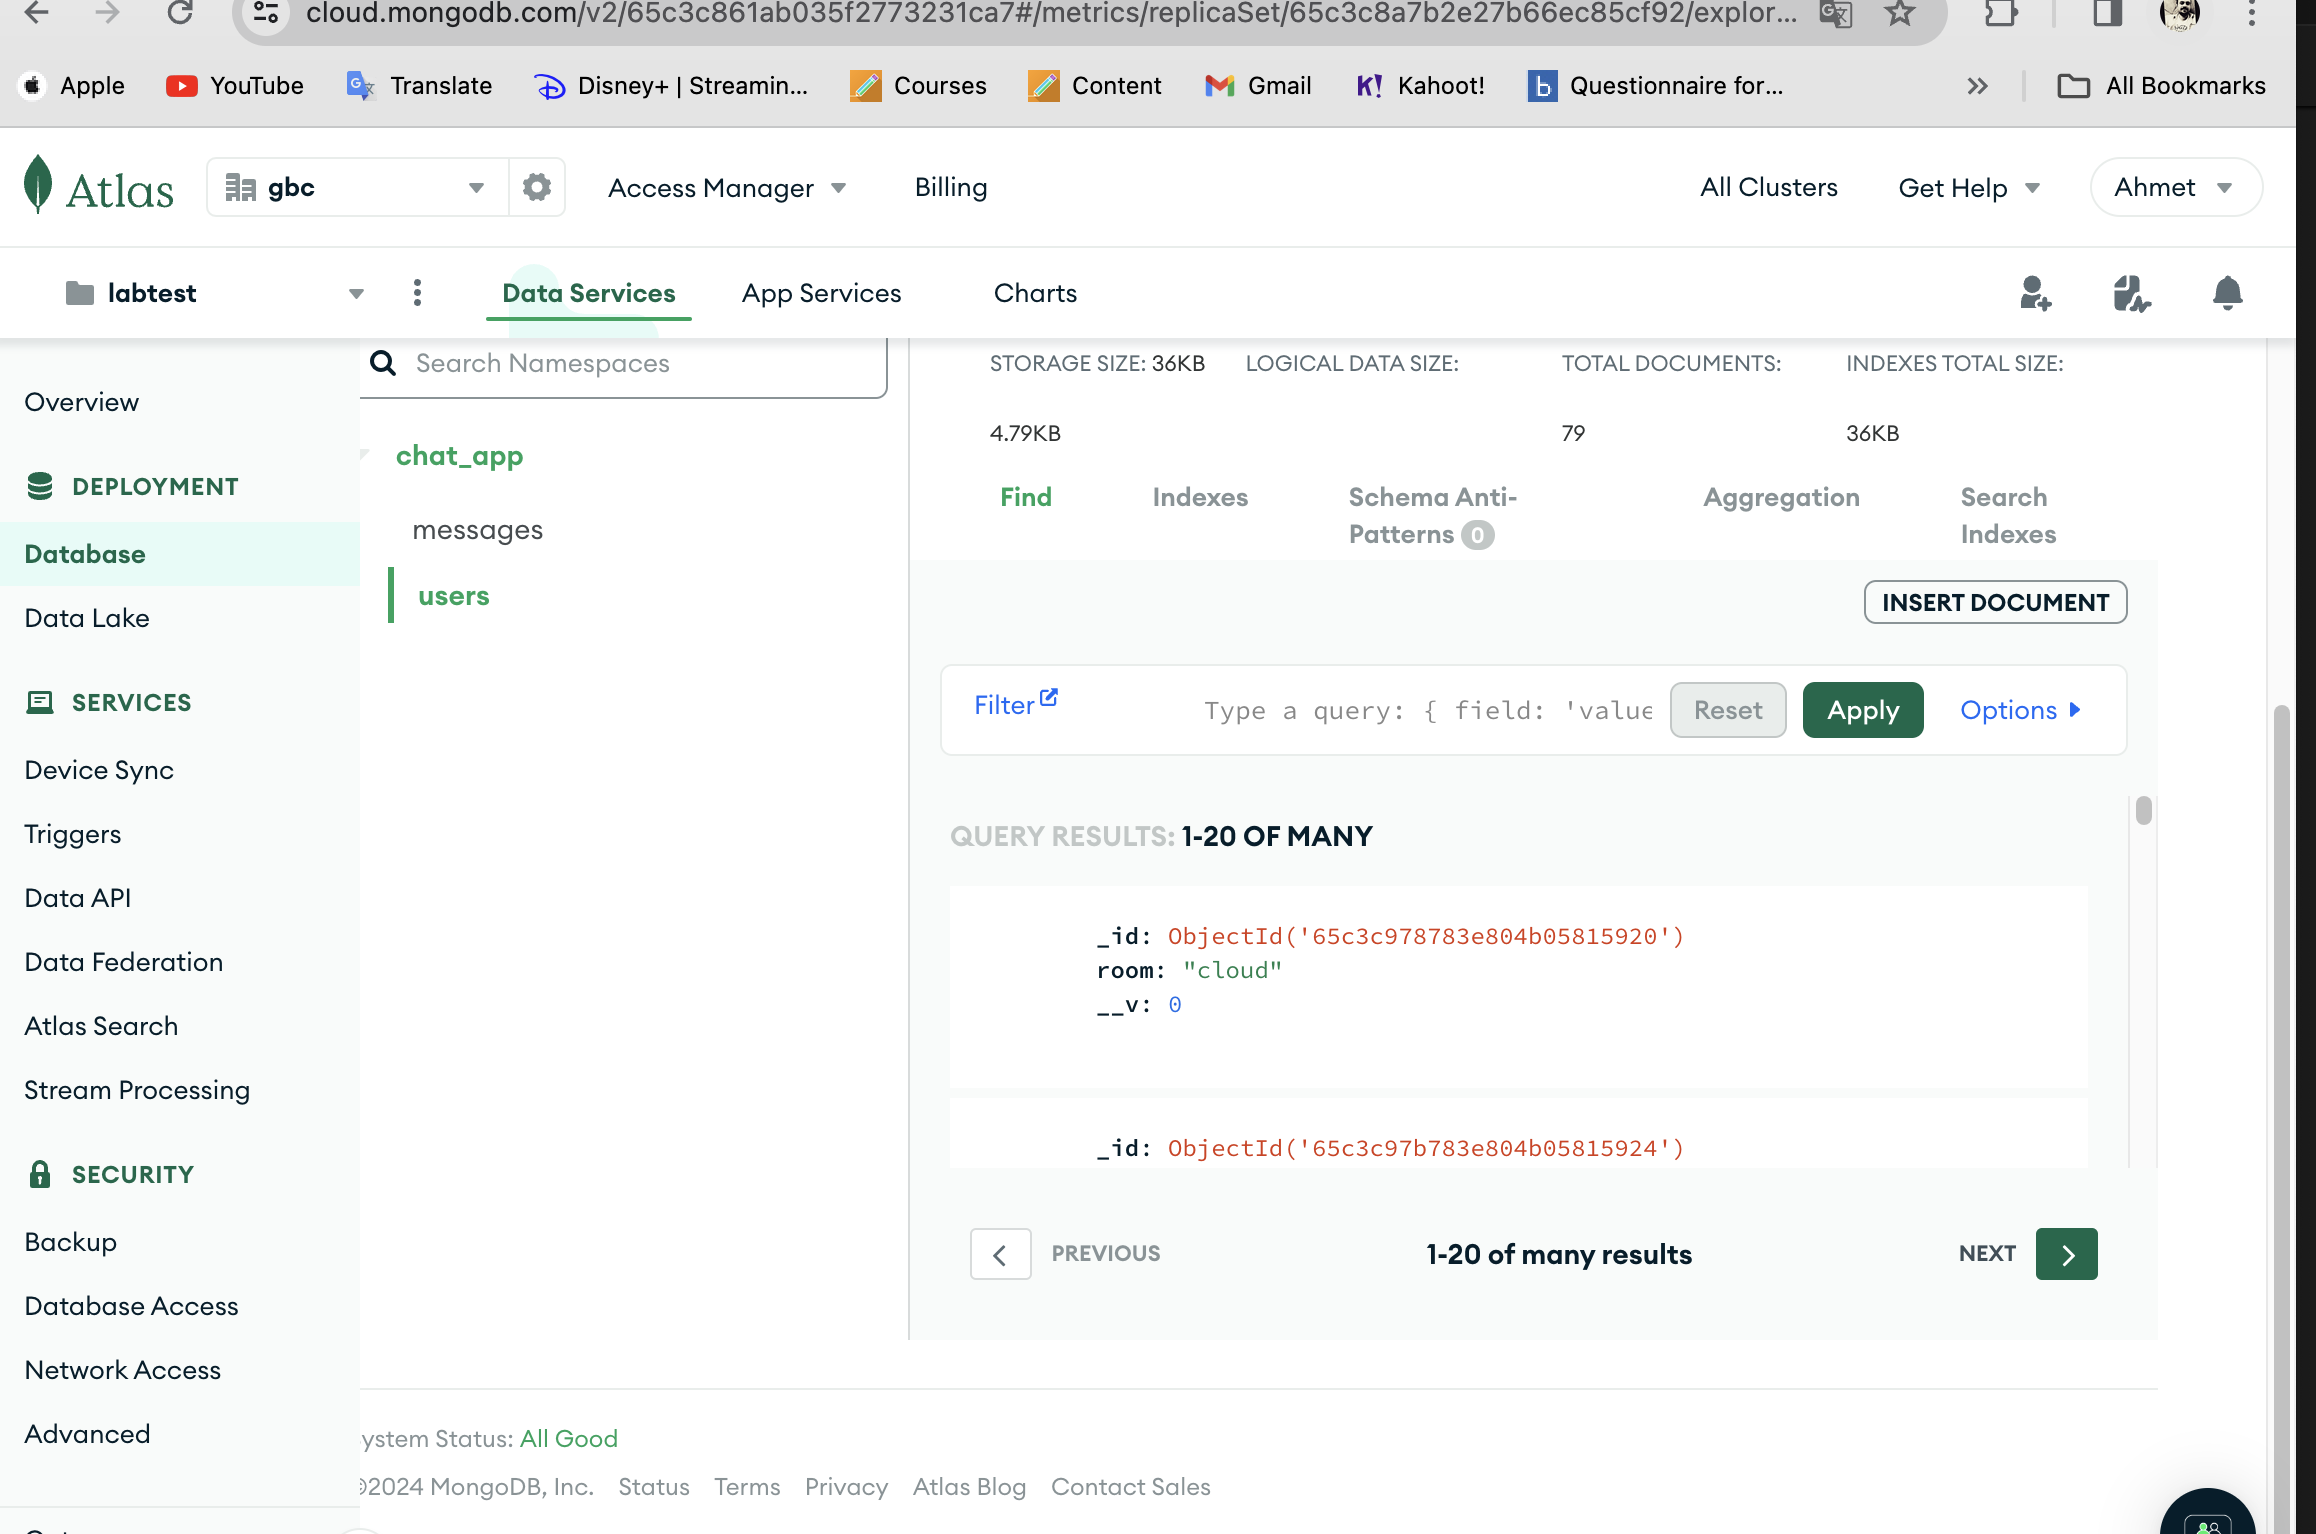 cloud.mongodb.com/v2/65c3c861ab035f2773231ca7#/metrics/replicaSet/65c3c8a7b2e27b66ec85cf92/explor...
Apple YouTube Translate Disney+ | Streamin... Courses Content Gmail Kahoot! Questionnaire for... All Bookmarks
Atlas gbc Access Manager Billing All Clusters Get Help Ahmet
labtest Data Services App Services Charts
Overview
DEPLOYMENT
Database
Data Lake
SERVICES
Device Sync
Triggers
Data API
Data Federation
Atlas Search
Stream Processing
SECURITY
Backup
Database Access
Network Access
Advanced
Search Namespaces
chat_app
messages
users
STORAGE SIZE: 36KB LOGICAL DATA SIZE: TOTAL DOCUMENTS: INDEXES TOTAL SIZE:
4.79KB 79 36KB
Find Indexes Schema Anti- Aggregation Search
Patterns 0 Indexes
INSERT DOCUMENT
Filter Type a query: { field: 'value Reset Apply Options
QUERY RESULTS: 1-20 OF MANY
_id: ObjectId('65c3c978783e804b05815920')
room: "cloud"
__v: 0
_id: ObjectId('65c3c97b783e804b05815924')
PREVIOUS 1-20 of many results NEXT
ystem Status: All Good
©2024 MongoDB, Inc. Status Terms Privacy Atlas Blog Contact Sales